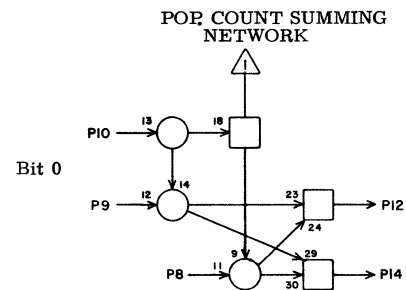 POP. COUNT SUMMING
NETWORK
1
13
18
P10
Bit 0
14
12
23
P9
P12
24
9
29
11
P8
P14
30